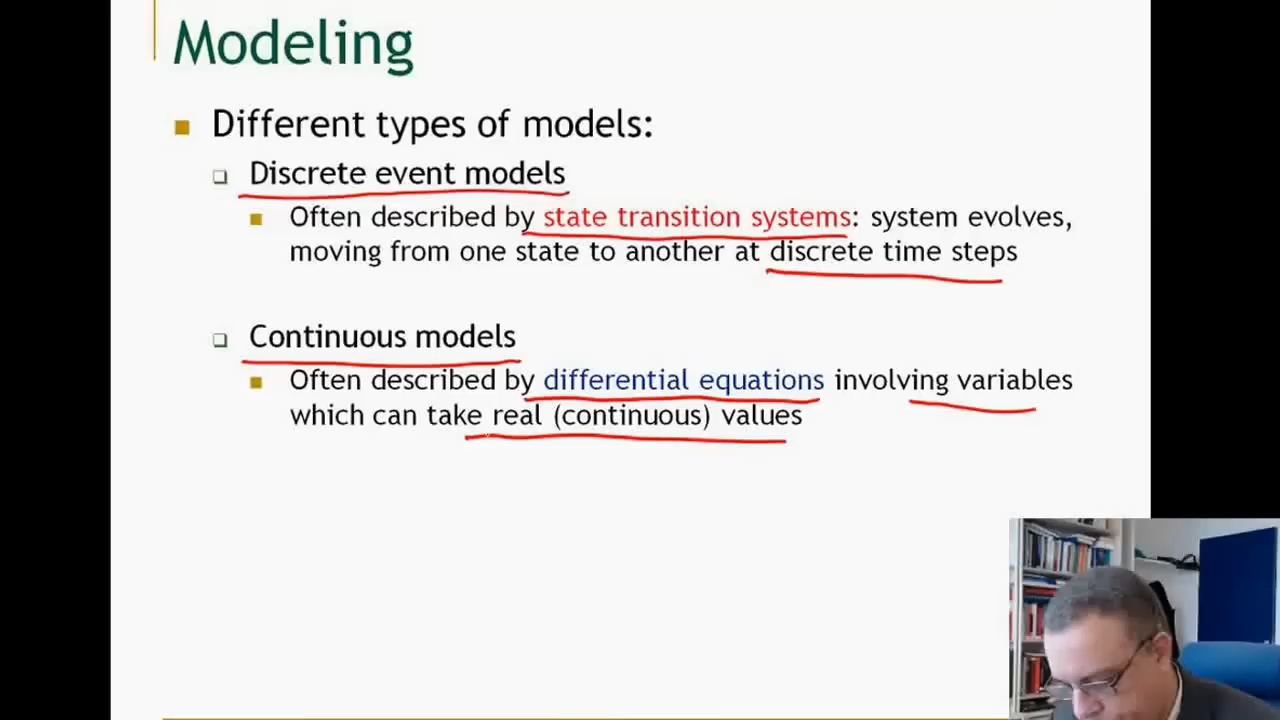 Modeling
Different types of models:
Discrete event models
Often described by state transition systems: system evolves,
moving from one state to another at discrete time steps
Continuous models
Often described by differential equations involving variables
which can take real (continuous) values